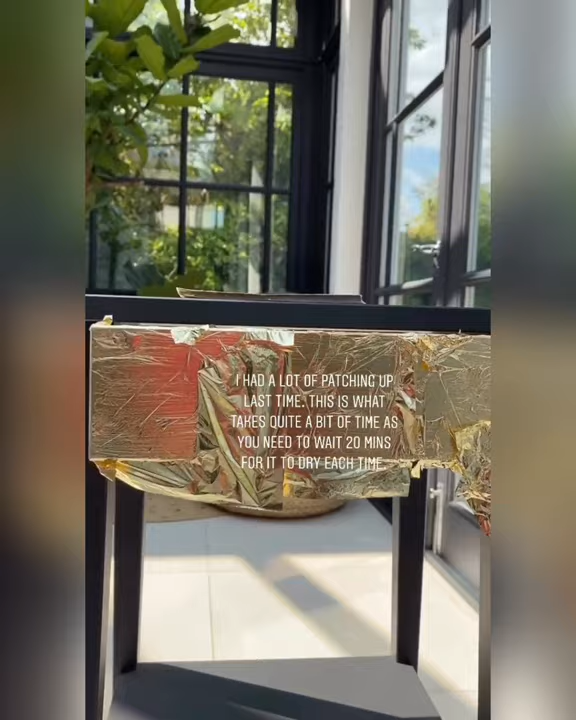 I HAD A LOT OF PATCHING UP
LAST TIME. THIS IS WHAT
TAKES QUITE A BIT OF TIME AS
YOU NEED TO WAIT 20 MINS
FOR IT TO DRY EACH TIME.